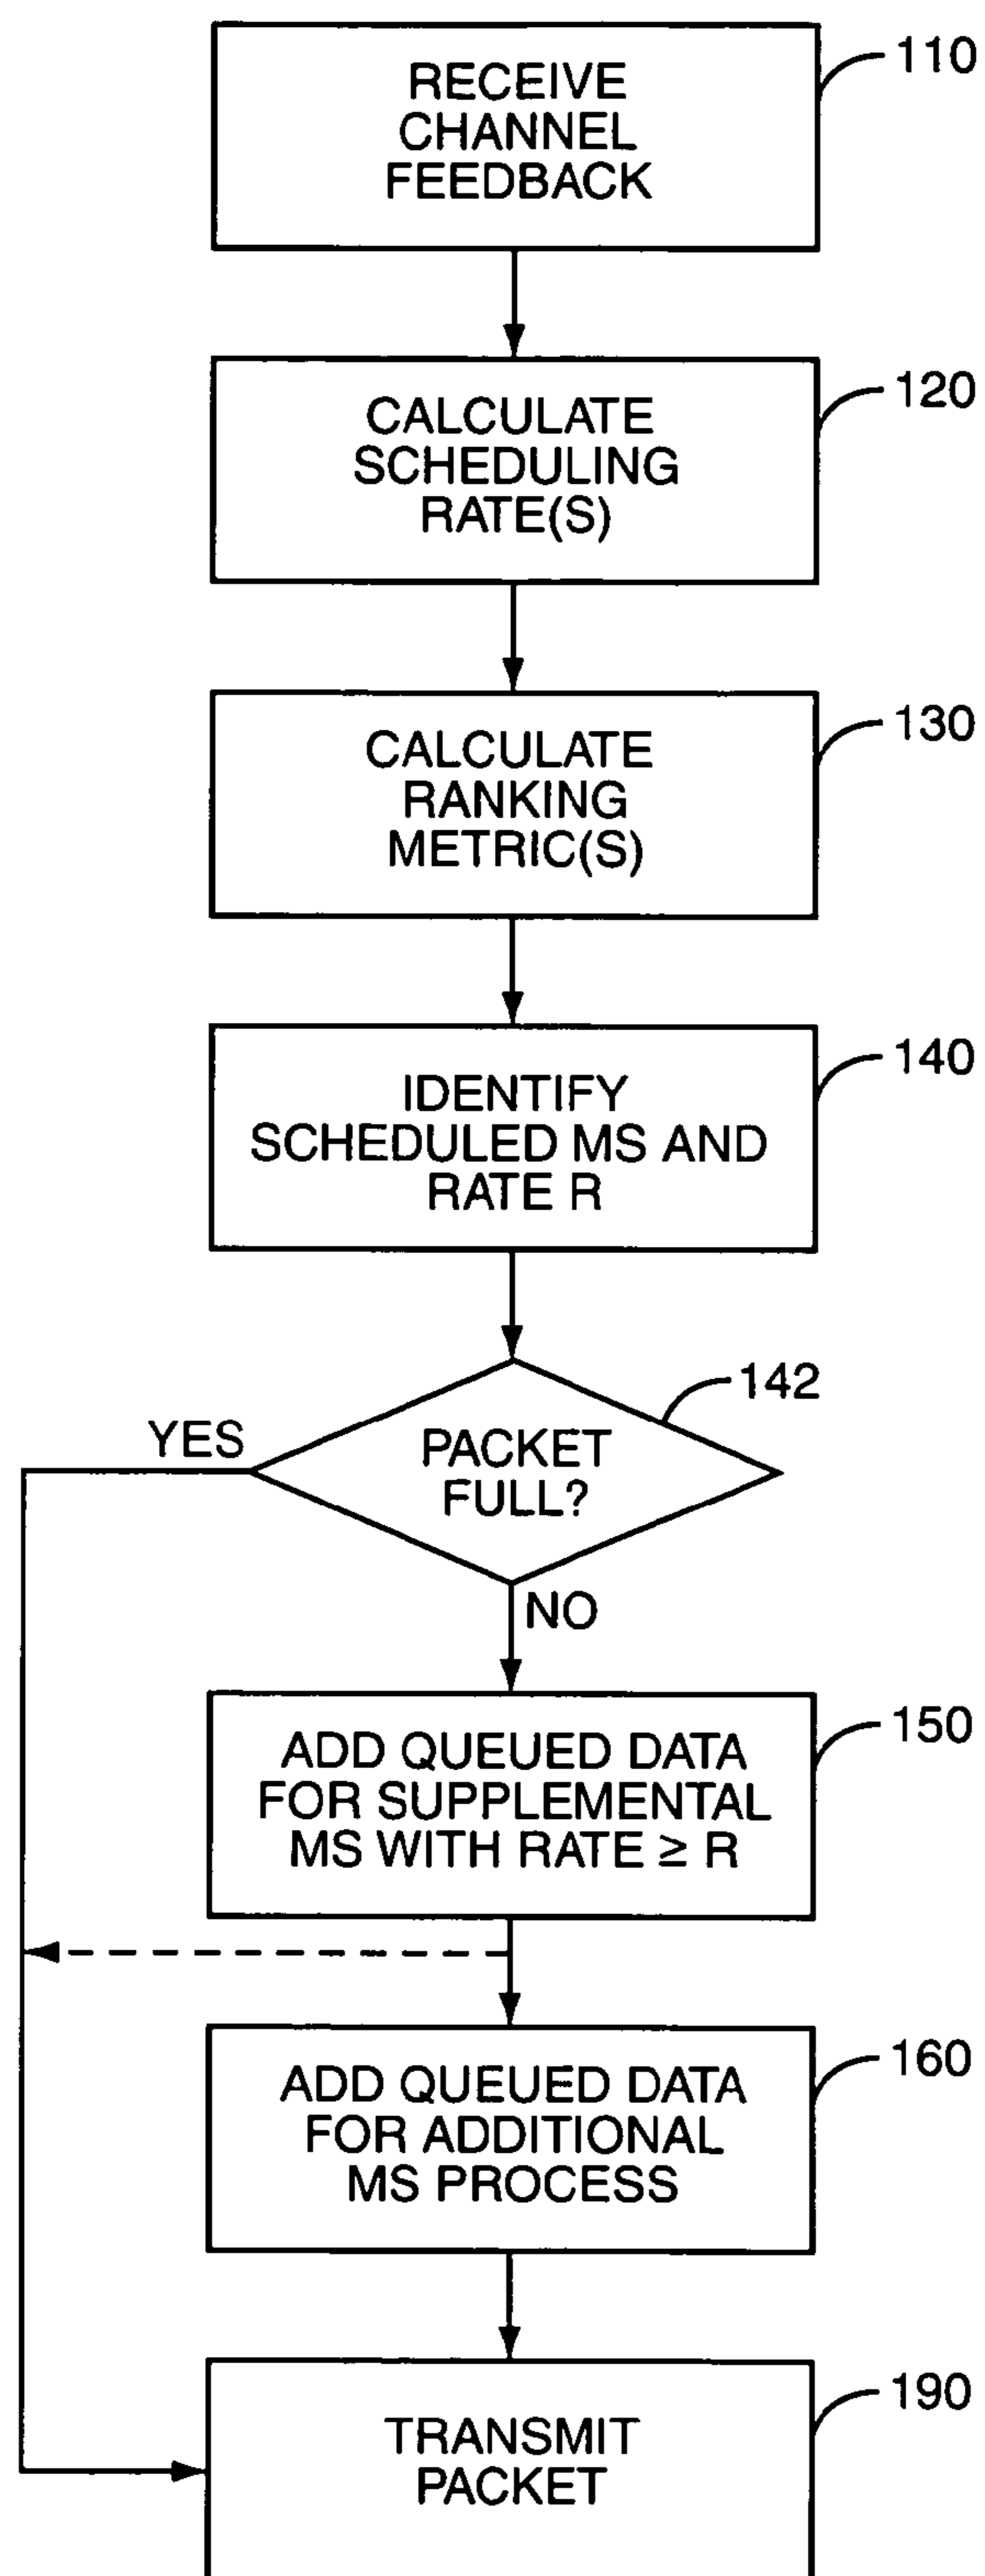 RECEIVE
CHANNEL
FEEDBACK
110
CALCULATE
SCHEDULING
RATE(S)
120
CALCULATE
RANKING
METRIC(S)
130
IDENTIFY
SCHEDULED MS AND
RATE R
140
PACKET
FULL?
142
YES
NO
ADD QUEUED DATA
FOR SUPPLEMENTAL
MS WITH RATE ≥ R
150
ADD QUEUED DATA
FOR ADDITIONAL
MS PROCESS
160
TRANSMIT
PACKET
190